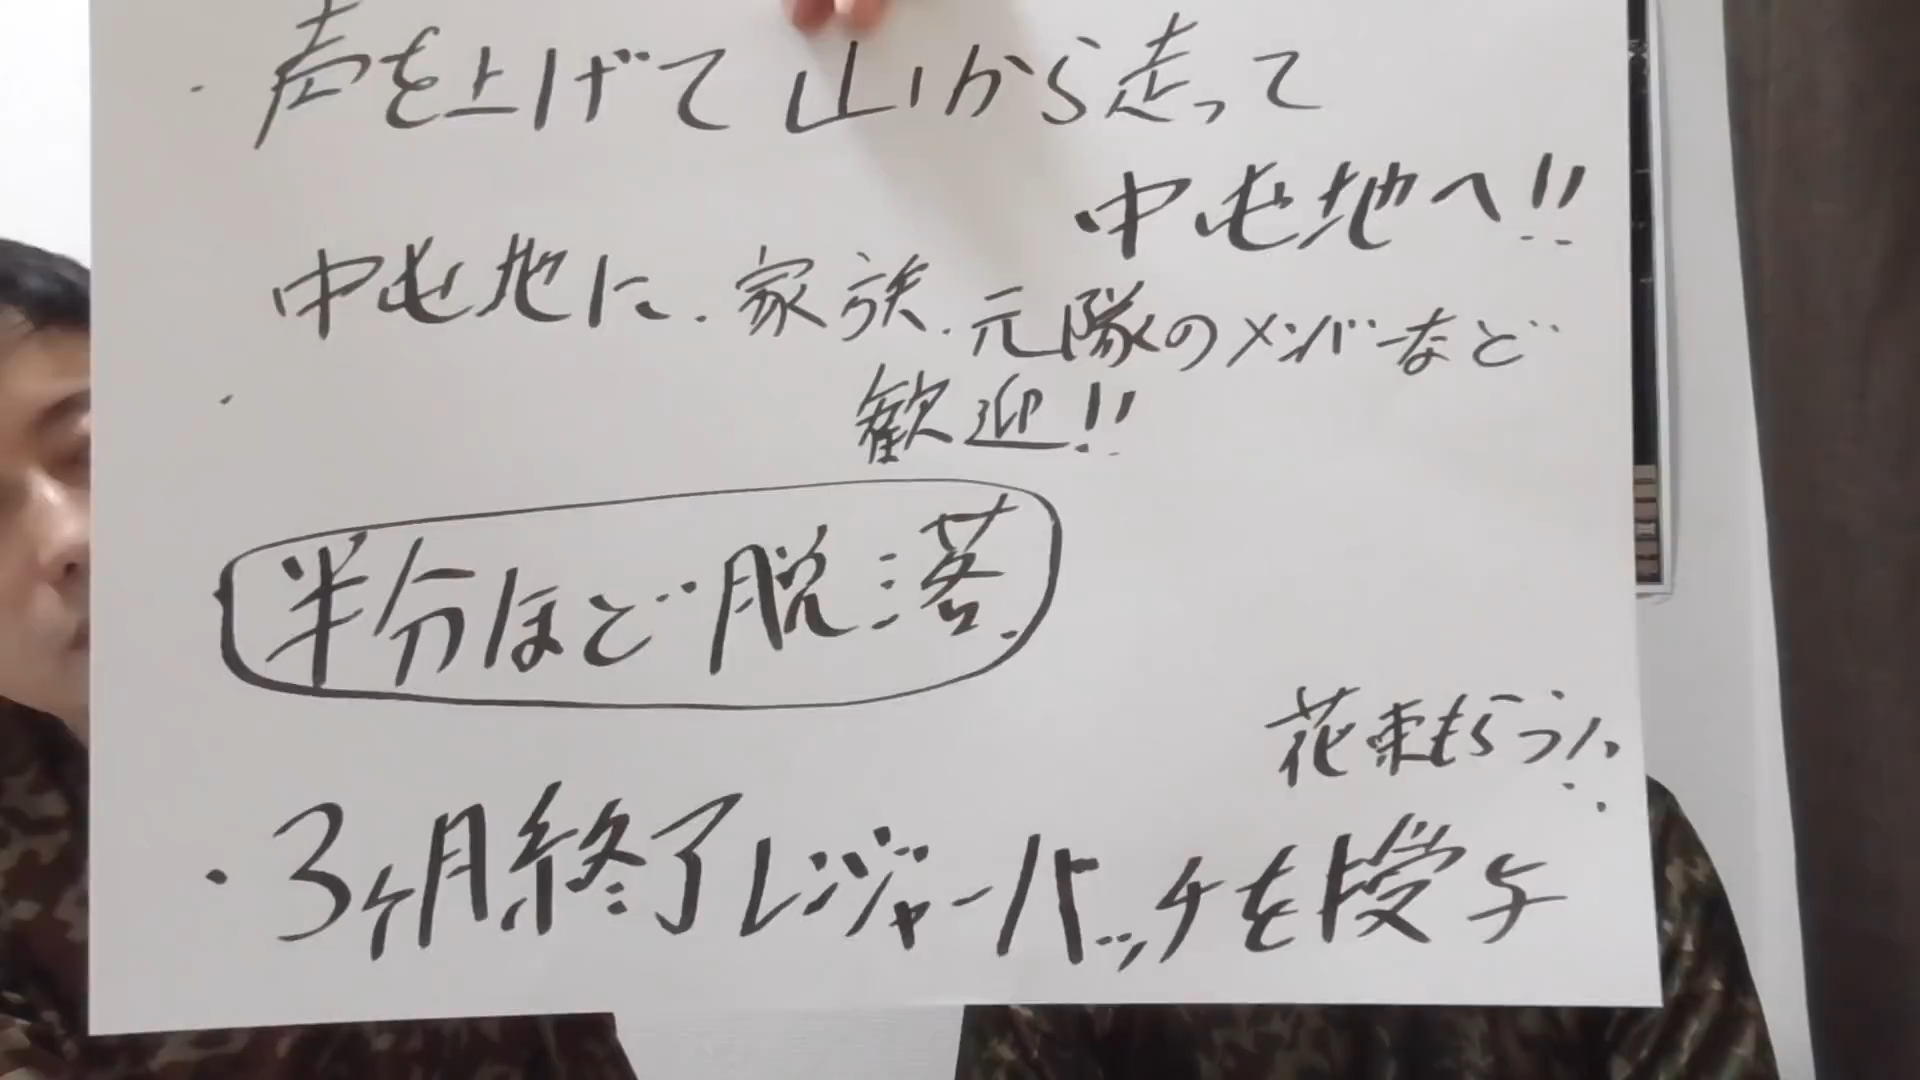 ・声を上げて山から走って
中屯地へ!!
中屯地に、家族、元隊のメンバーなど
歓迎!!
半分ほど脱落
花束もらう!!
・3ヶ月終了レンジャーバッチを授与